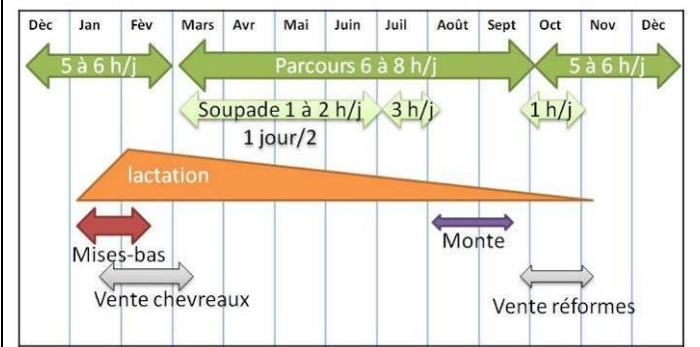 Dèc Jan Fèv Mars Avr Mai Juin Juil Août Sept Oct Nov Dèc
5 à 6 h/j Parcours 6 à 8 h/j 5 à 6 h/j
Soupade 1 à 2 h/j 3 h/j 1 h/j
1 jour/2
lactation
Mises-bas Monte
Vente chevreaux Vente réformes